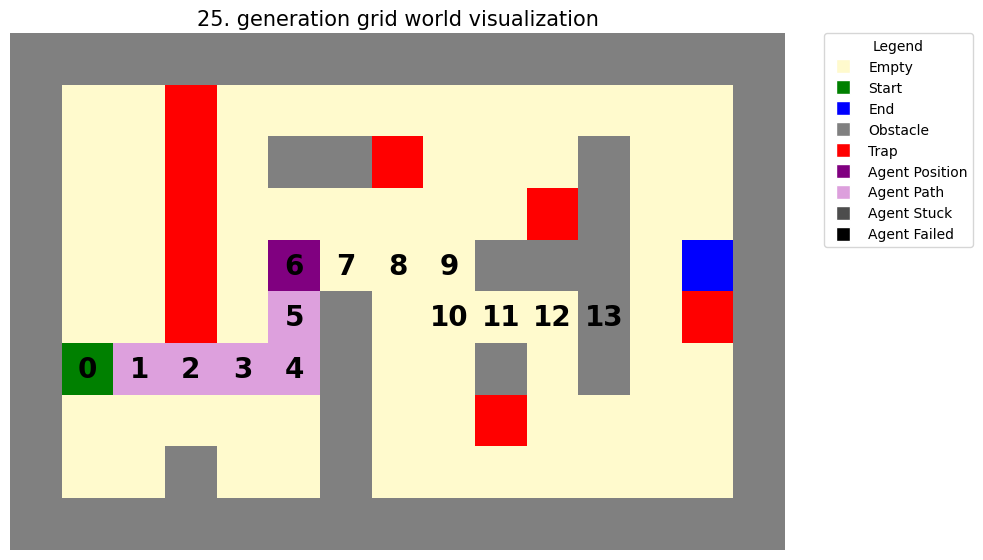 25. generation grid world visualization
Legend
Empty
Start
End
Obstacle
Trap
Agent Position
Agent Path
Agent Stuck
Agent Failed
6 7 8 9
5 10 11 12 13
0 1 2 3 4